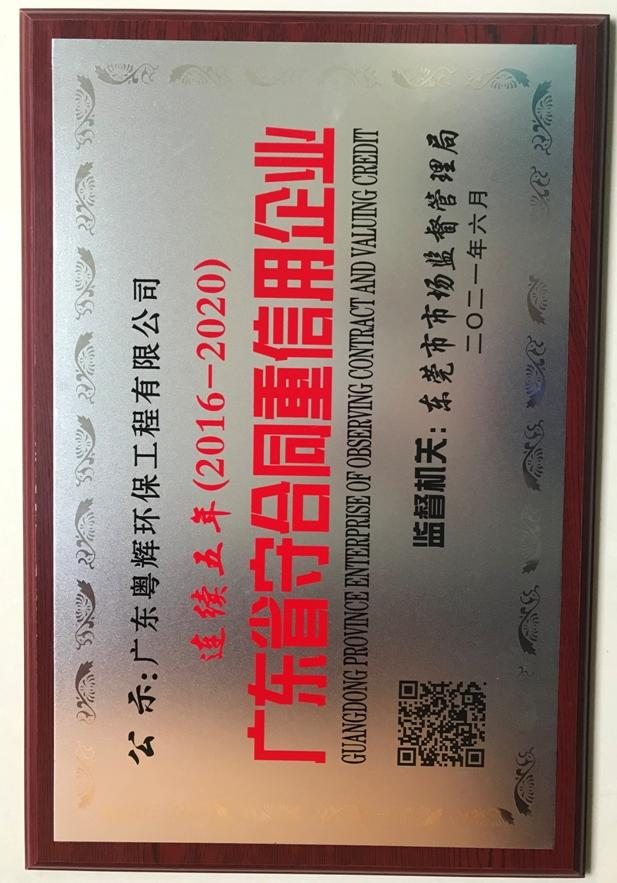 公示:广东粤辉环保工程有限公司
连续五年(2016-2020)
广东省守合同重信用企业
GUANGDONG PROVINCE ENTERPRISE OF OBSERVING CONTRACT AND VALUING CREDIT
监督机关:东莞市市场监督管理局
二〇二一年六月